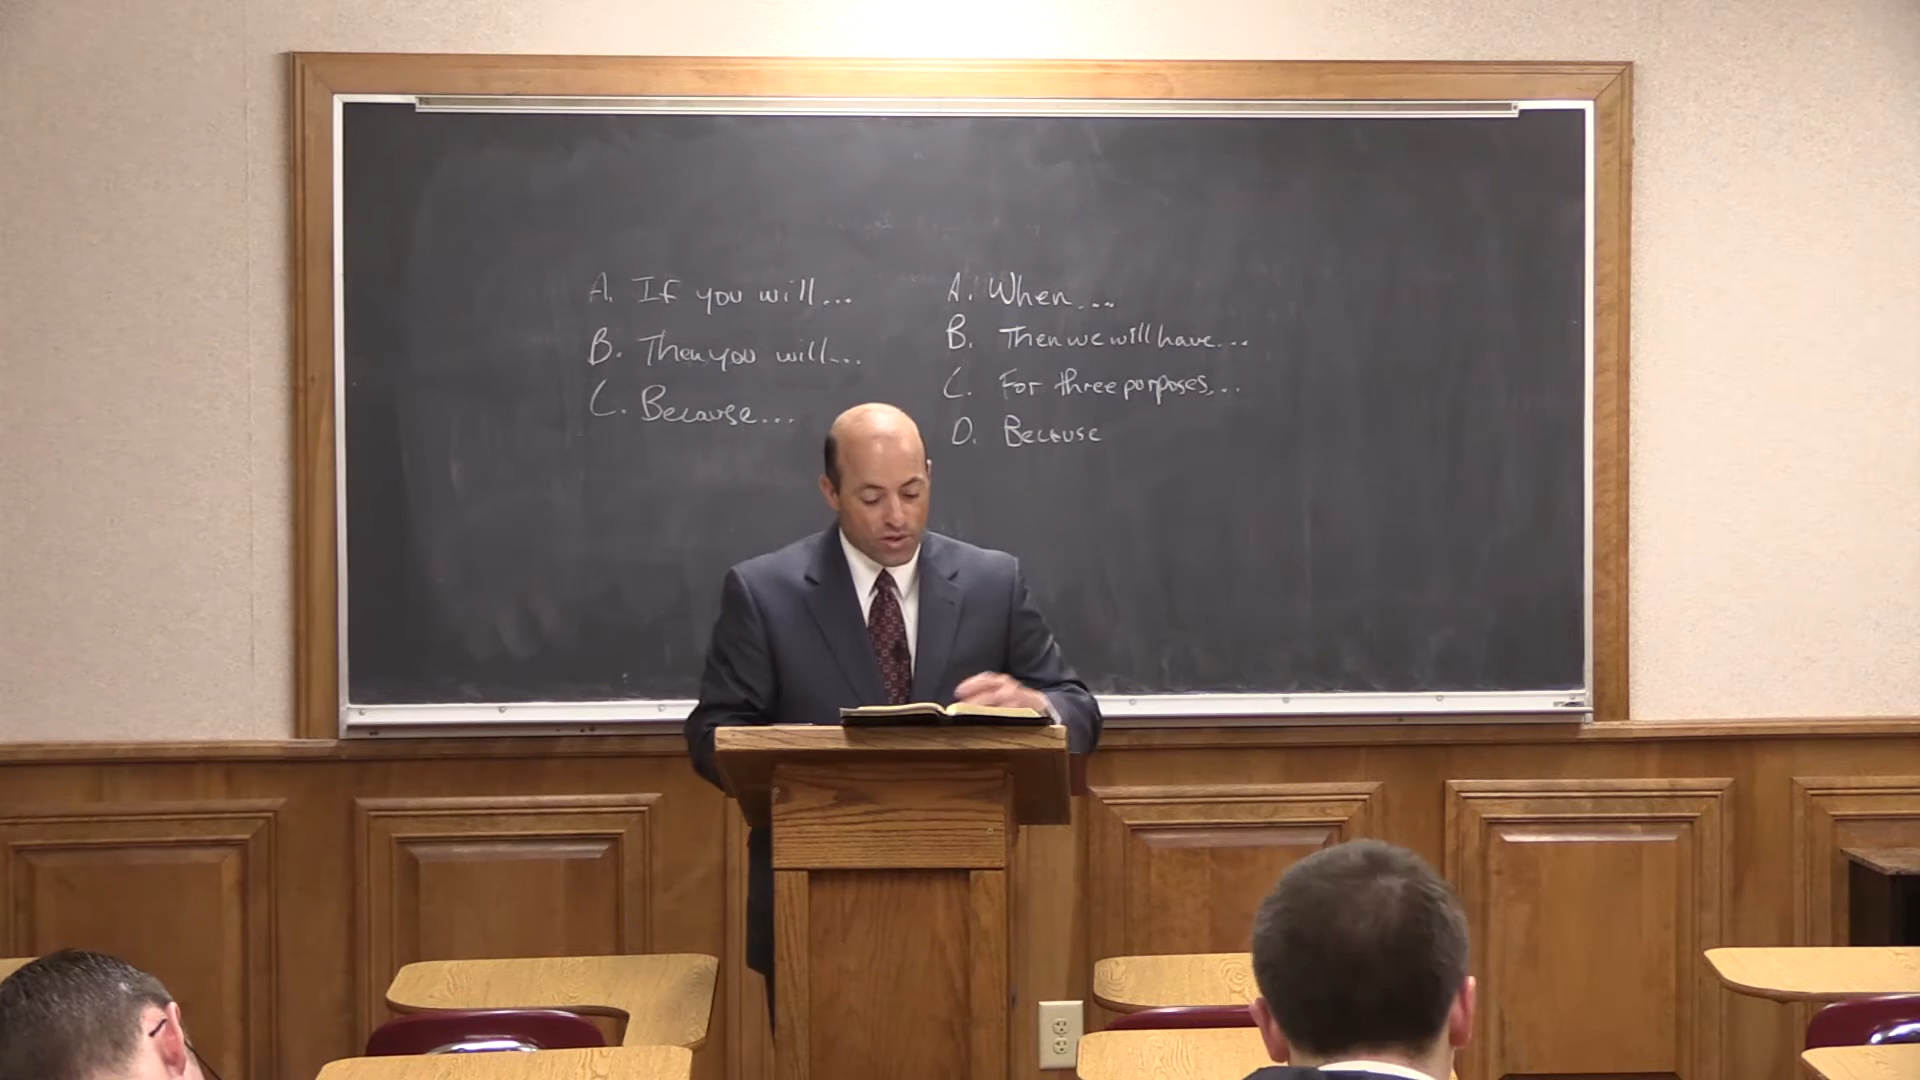 A. If you will...
B. Then you will...
C. Because...
A. When...
B. Then we will have...
C. For three purposes...
D. Because